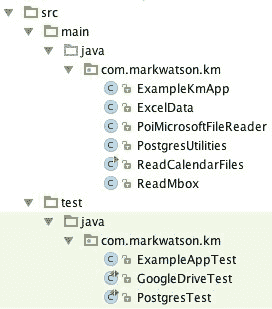 src
main
java
com.markwatson.km
ExampleKmApp
ExcelData
PoiMicrosoftFileReader
PostgresUtilities
ReadCalendarFiles
ReadMbox
test
java
com.markwatson.km
ExampleAppTest
GoogleDriveTest
PostgresTest